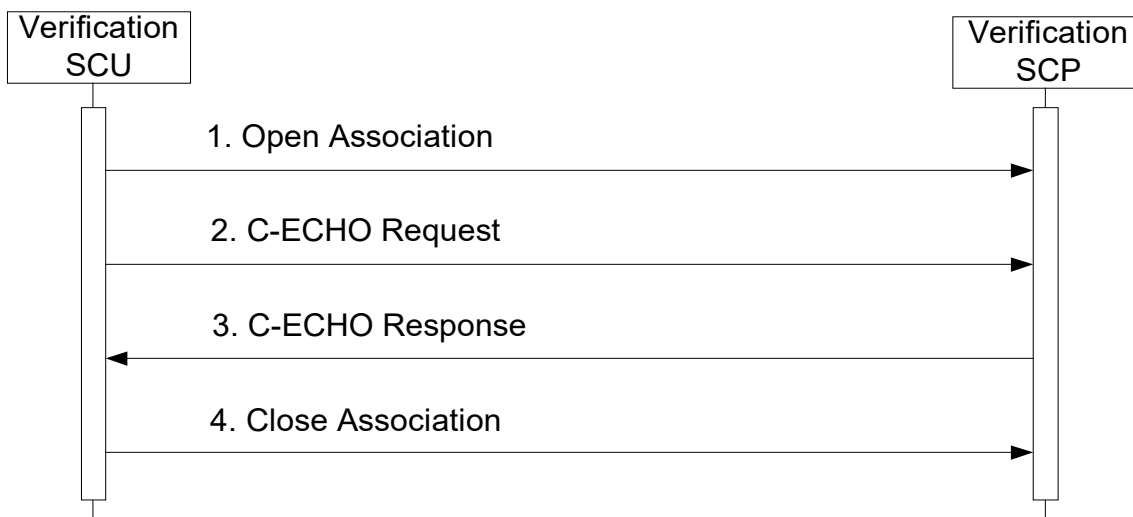 Verification
SCU
Verification
SCP
1. Open Association
2. C-ECHO Request
3. C-ECHO Response
4. Close Association